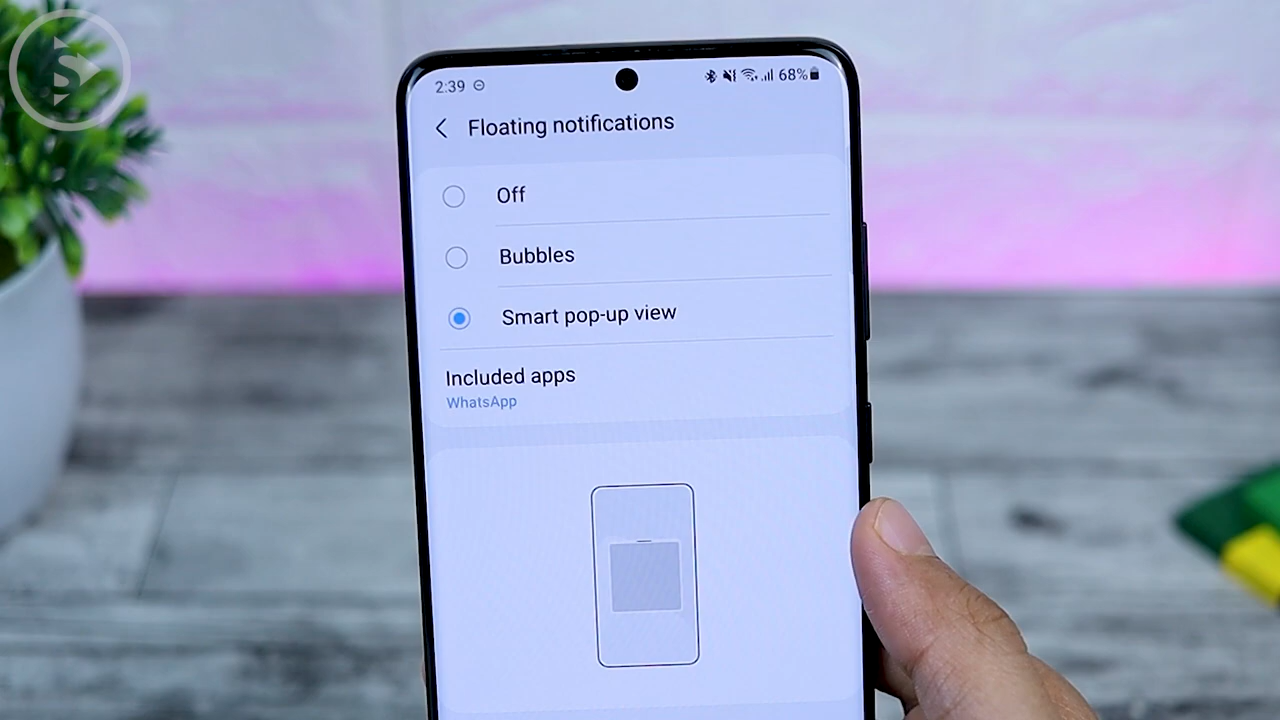 S
2:39 68%
Floating notifications
Off
Bubbles
Smart pop-up view
Included apps
WhatsApp